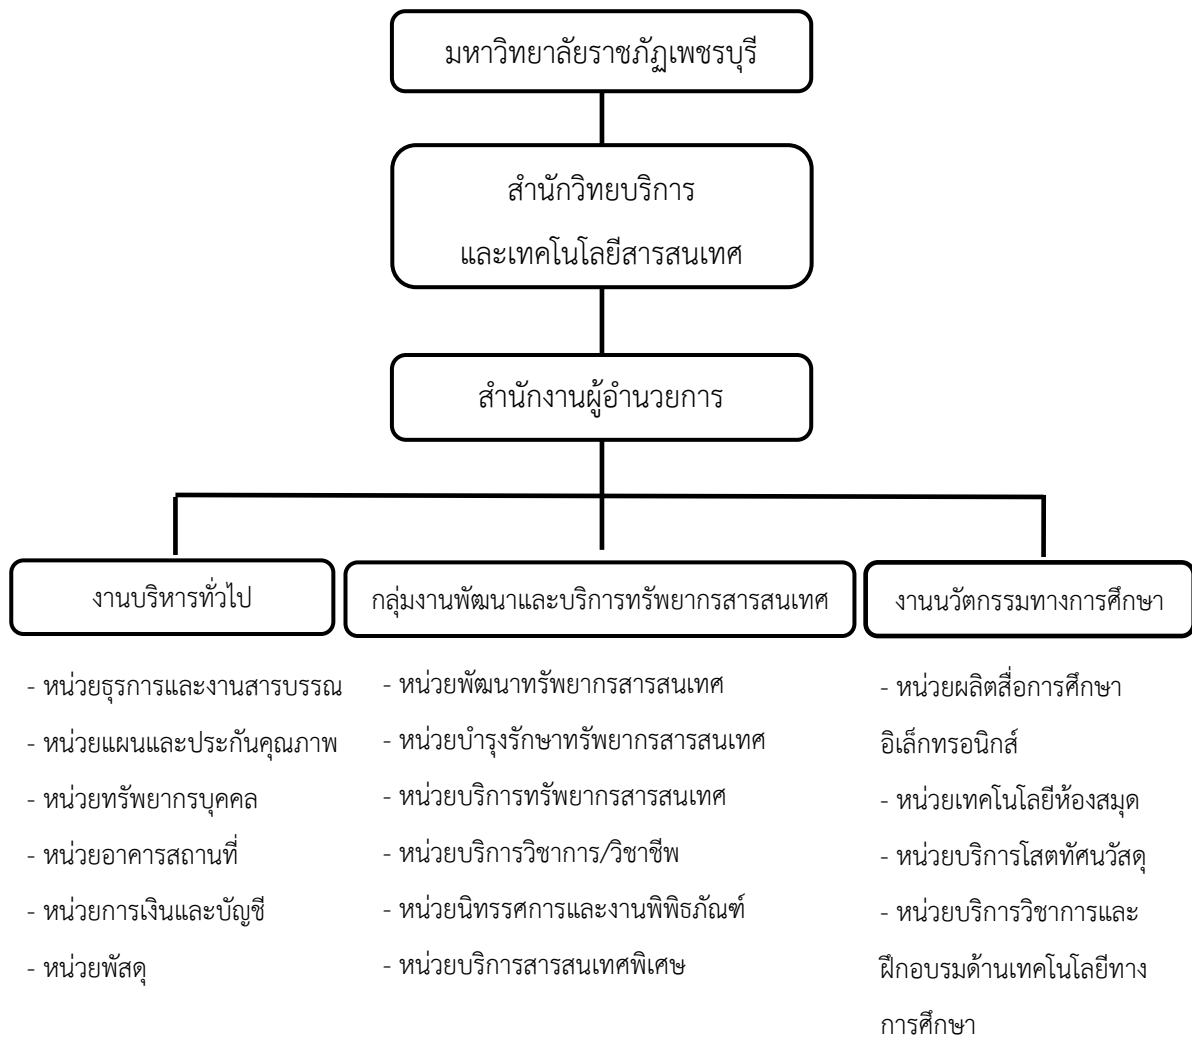 มหาวิทยาลัยราชภัฏเพชรบุรี
สำนักวิทยบริการ
และเทคโนโลยีสารสนเทศ
สำนักงานผู้อำนวยการ
งานบริหารทั่วไป
- หน่วยธุรการและงานสารบรรณ
- หน่วยแผนและประกันคุณภาพ
- หน่วยทรัพยากรบุคคล
- หน่วยอาคารสถานที่
- หน่วยการเงินและบัญชี
- หน่วยพัสดุ
กลุ่มงานพัฒนาและบริการทรัพยากรสารสนเทศ
- หน่วยพัฒนาทรัพยากรสารสนเทศ
- หน่วยบำรุงรักษาทรัพยากรสารสนเทศ
- หน่วยบริการทรัพยากรสารสนเทศ
- หน่วยบริการวิชาการ/วิชาชีพ
- หน่วยนิทรรศการและงานพิพิธภัณฑ์
- หน่วยบริการสารสนเทศพิเศษ
งานนวัตกรรมทางการศึกษา
- หน่วยผลิตสื่อการศึกษา
อิเล็กทรอนิกส์
- หน่วยเทคโนโลยีห้องสมุด
- หน่วยบริการโสตทัศนวัสดุ
- หน่วยบริการวิชาการและ
ฝึกอบรมด้านเทคโนโลยีทาง
การศึกษา